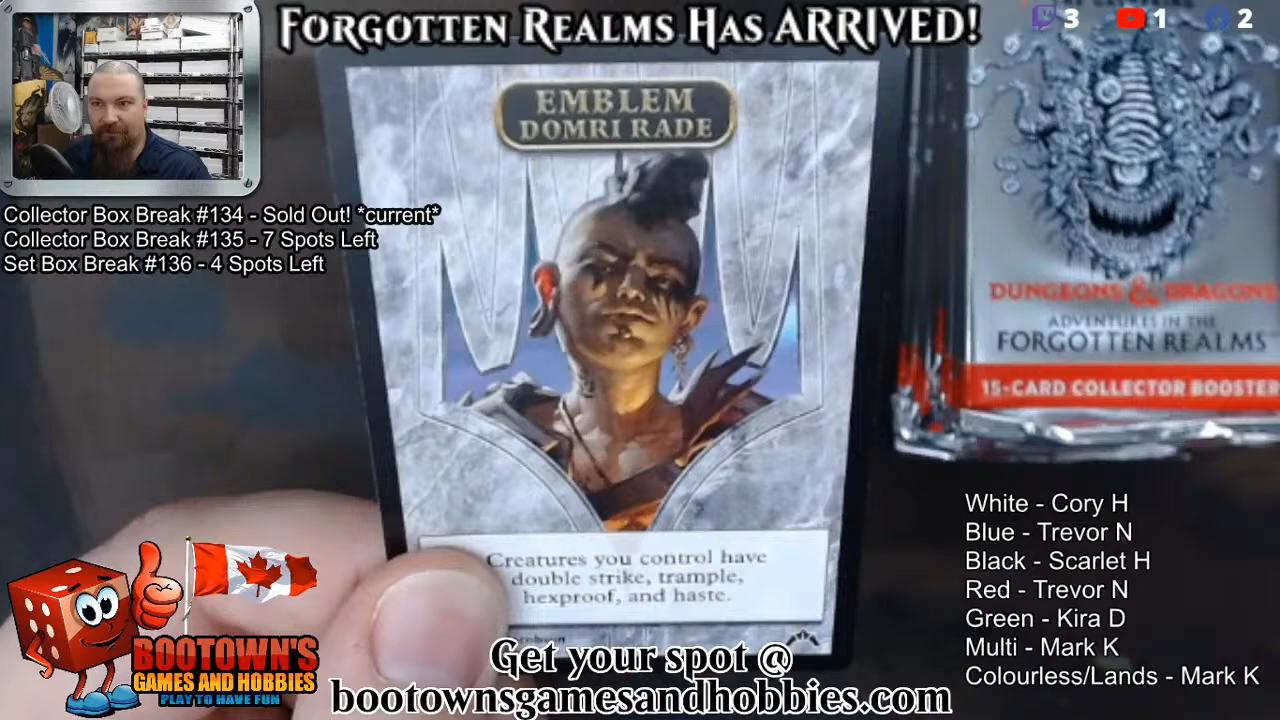 FORGOTTEN REALMS HAS ARRIVED!
3 1 2
Collector Box Break #134 - Sold Out! *current*
Collector Box Break #135 - 7 Spots Left
Set Box Break #136 - 4 Spots Left
EMBLEM
DOMRI RADE
Creatures you control have
double strike, trample,
hexproof, and haste.
DUNGEONS & DRAGONS
ADVENTURES IN THE
FORGOTTEN REALMS
15-CARD COLLECTOR BOOSTER
White - Cory H
Blue - Trevor N
Black - Scarlet H
Red - Trevor N
Green - Kira D
Multi - Mark K
Colourless/Lands - Mark K
BOOTOWN'S
GAMES AND HOBBIES
PLAY TO HAVE FUN
Get your spot @
bootownsgamesandhobbies.com